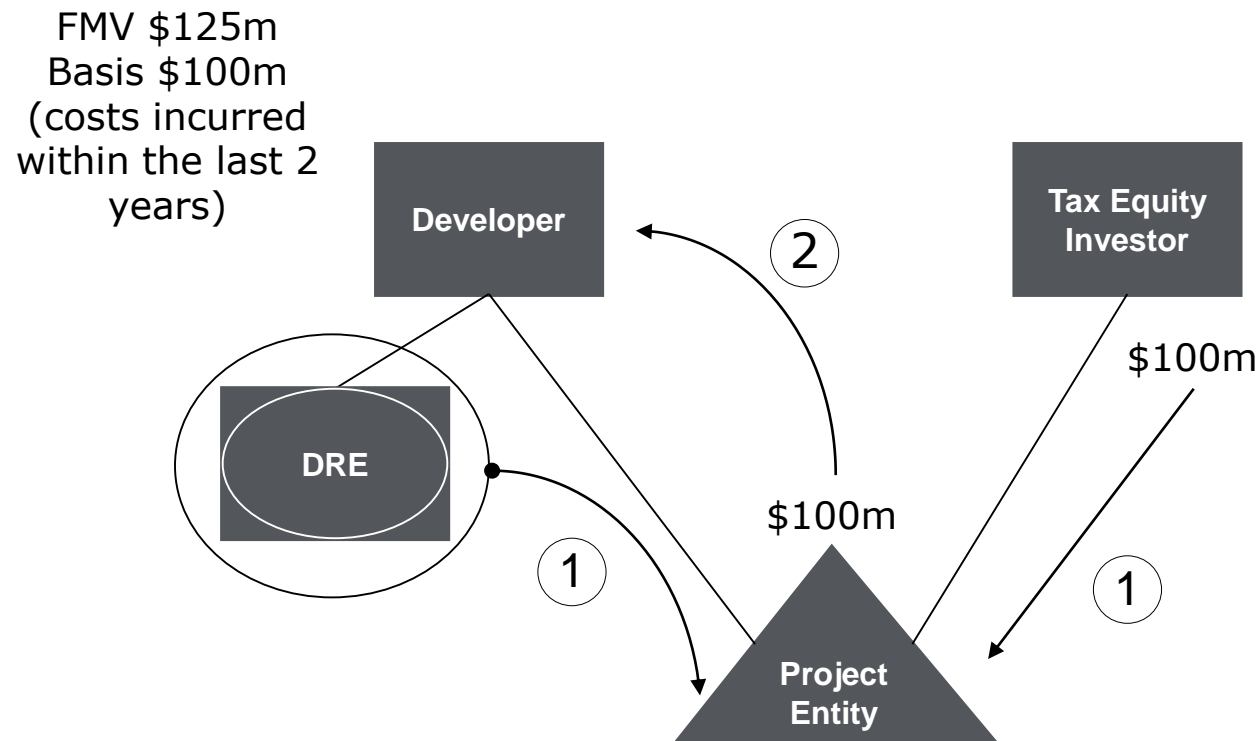 FMV $125m
Basis $100m
(costs incurred
within the last 2
years)
Developer
Tax Equity
Investor
2
$100m
DRE
$100m
1
1
Project
Entity